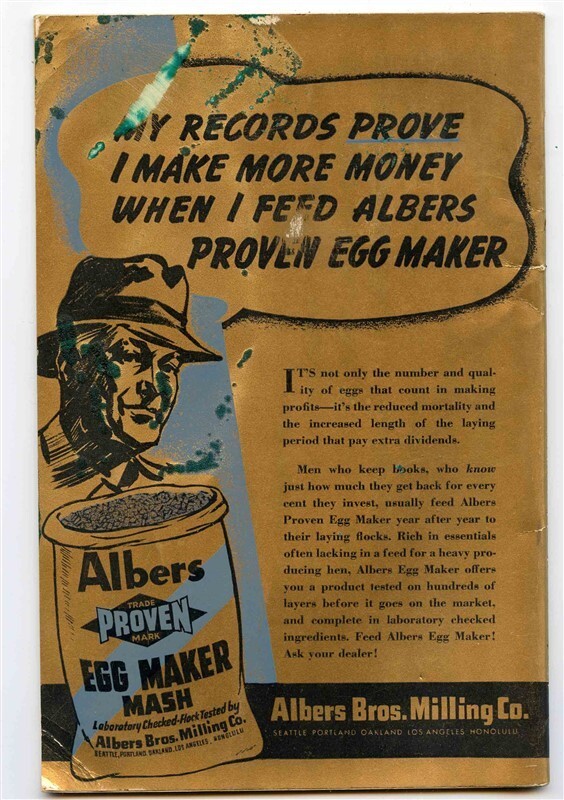 MY RECORDS PROVE
I MAKE MORE MONEY
WHEN I FEED ALBERS
PROVEN EGG MAKER
IT'S not only the number and qual-
ity of eggs that count in making
profits—it's the reduced mortality and
the increased length of the laying
period that pay extra dividends.
Men who keep books, who know
just how much they get back for every
cent they invest, usually feed Albers
Proven Egg Maker year after year to
their laying flocks. Rich in essentials
often lacking in a feed for a heavy pro-
ducing hen, Albers Egg Maker offers
you a product tested on hundreds of
layers before it goes on the market,
and complete in laboratory checked
ingredients. Feed Albers Egg Maker!
Ask your dealer!
Albers
TRADE
PROVEN
MARK
EGG MAKER
MASH
Laboratory Checked-Flock Tested by
Albers Bros. Milling Co.
SEATTLE, PORTLAND, OAKLAND, LOS ANGELES, HONOLULU
Albers Bros. Milling Co.
SEATTLE PORTLAND OAKLAND LOS ANGELES HONOLULU